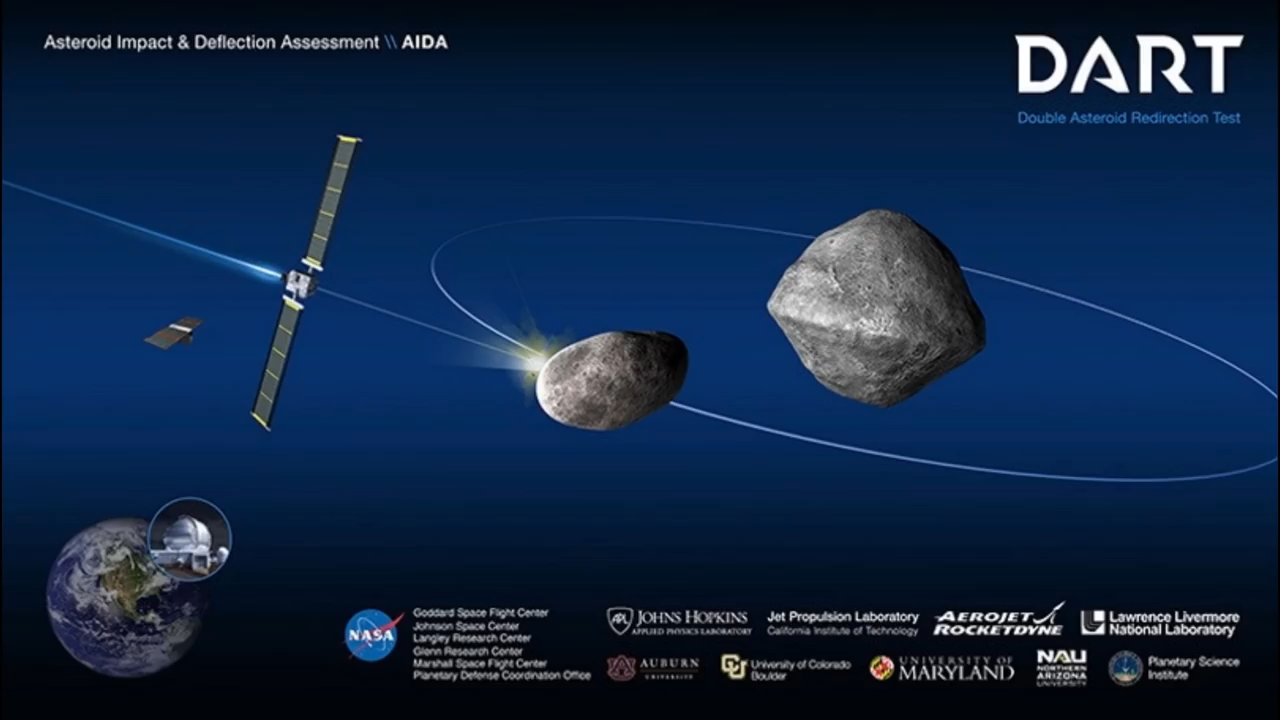 Asteroid Impact & Deflection Assessment \\ AIDA
DART
Double Asteroid Redirection Test
NASA
Goddard Space Flight Center
Johnson Space Center
Langley Research Center
Glenn Research Center
Marshall Space Flight Center
Planetary Defense Coordination Office
APL
JOHNS HOPKINS
APPLIED PHYSICS LABORATORY
Jet Propulsion Laboratory
California Institute of Technology
AEROJET
ROCKETDYNE
Lawrence Livermore
National Laboratory
AUBURN
UNIVERSITY
CU
University of Colorado
Boulder
UNIVERSITY OF
MARYLAND
NAU
NORTHERN
ARIZONA
UNIVERSITY
Planetary Science
Institute